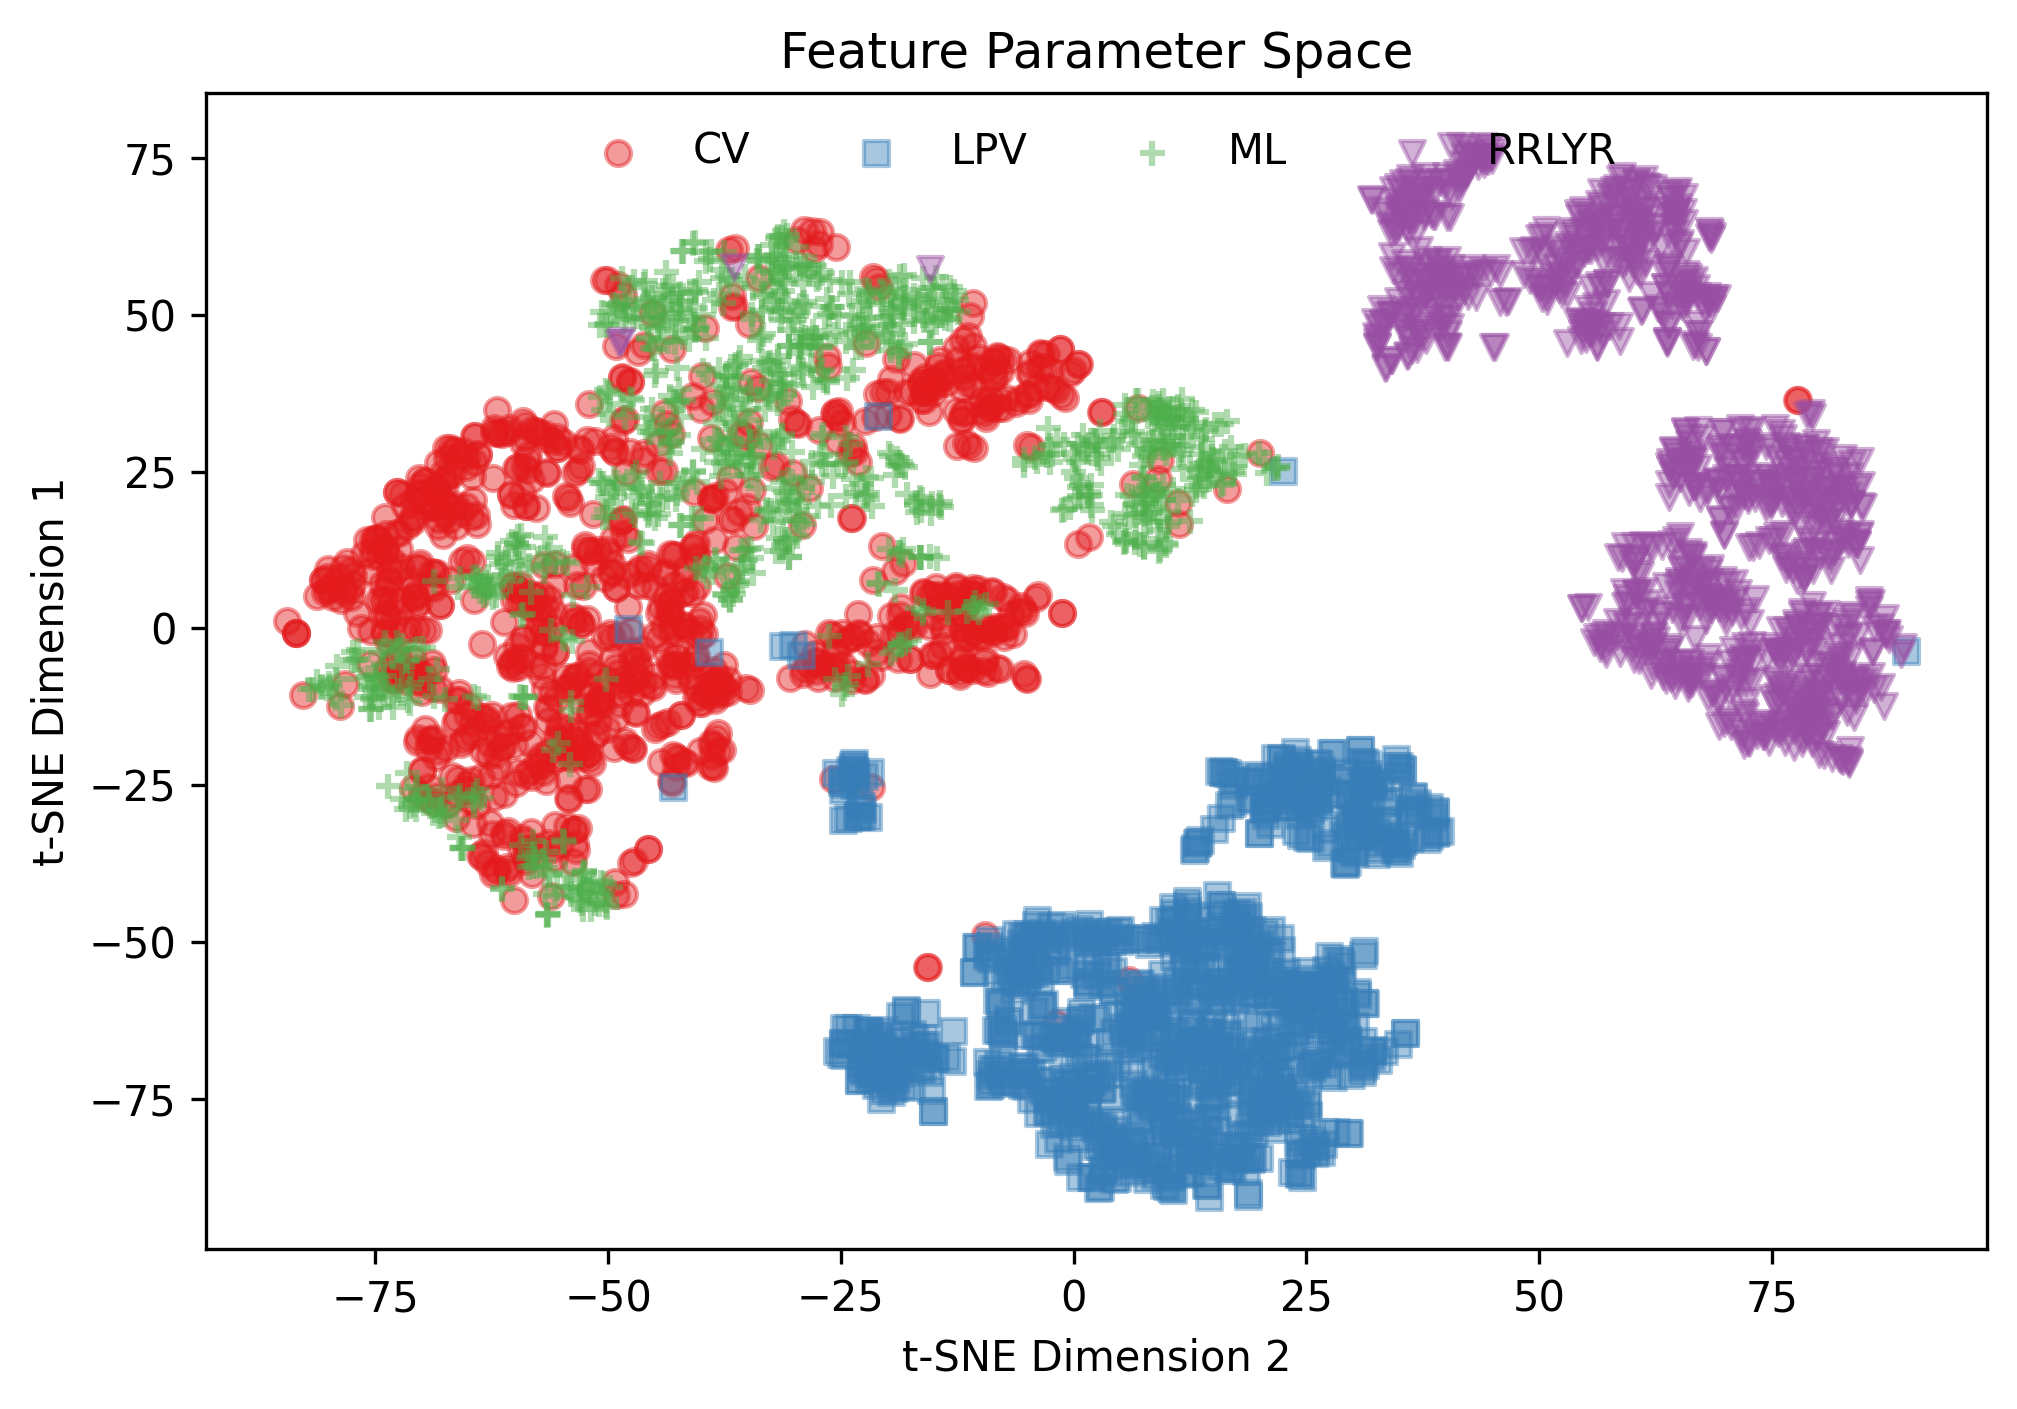 Feature Parameter Space
CV LPV ML RRLYR
t-SNE Dimension 1
75
50
25
0
−25
−50
−75
−75 −50 −25 0 25 50 75
t-SNE Dimension 2